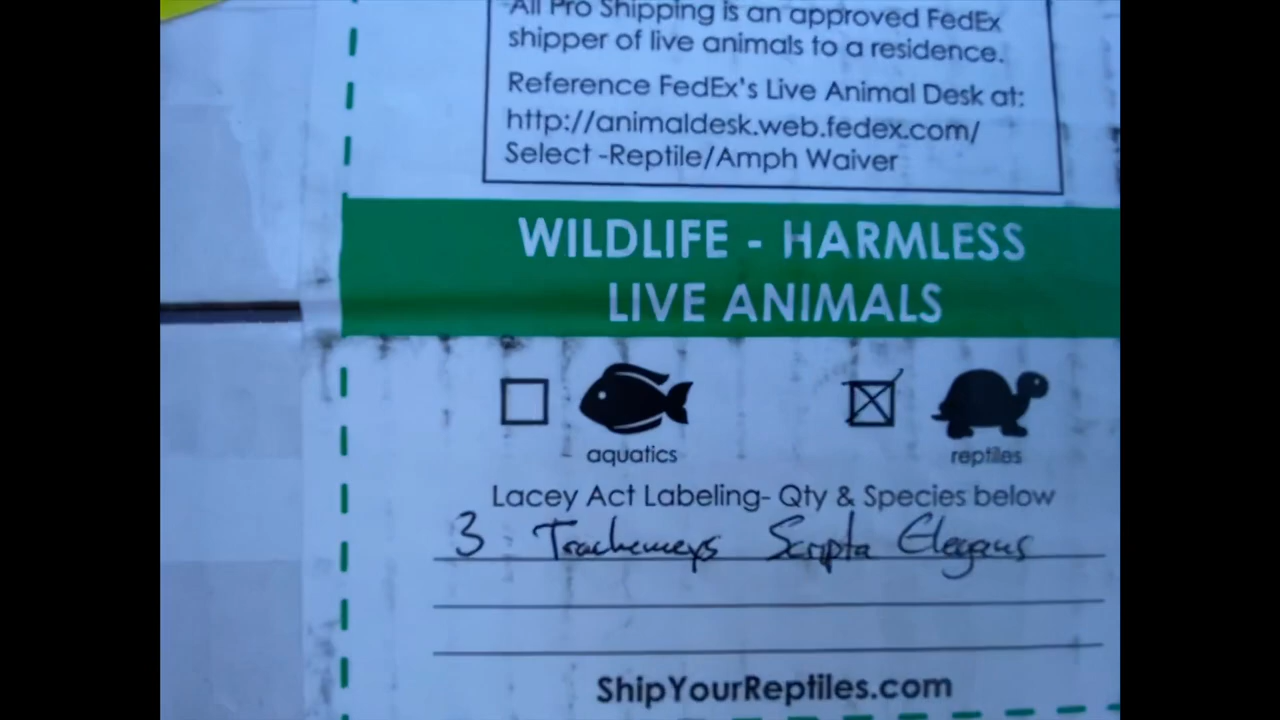 All Pro Shipping is an approved FedEx
shipper of live animals to a residence.
Reference FedEx's Live Animal Desk at:
http://animaldesk.web.fedex.com/
Select -Reptile/Amph Waiver
WILDLIFE - HARMLESS
LIVE ANIMALS
aquatics
reptiles
Lacey Act Labeling- Qty & Species below
3 Trachemeys Scripta Elegans
ShipYourReptiles.com